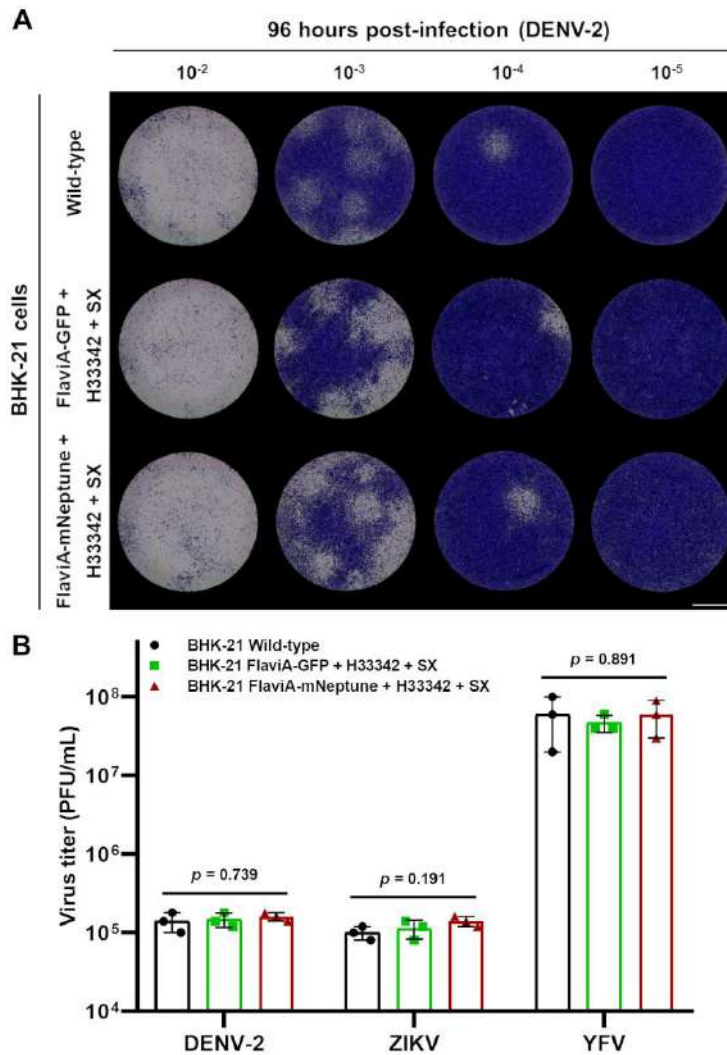 A
96 hours post-infection (DENV-2)
10⁻² 10⁻³ 10⁻⁴ 10⁻⁵
BHK-21 cells
Wild-type
FlaviA-GFP +
H33342 + SX
FlaviA-mNeptune +
H33342 + SX
B
BHK-21 Wild-type
BHK-21 FlaviA-GFP + H33342 + SX
BHK-21 FlaviA-mNeptune + H33342 + SX
p = 0.891
p = 0.739
p = 0.191
Virus titer (PFU/mL)
10⁸
10⁷
10⁶
10⁵
10⁴
DENV-2 ZIKV YFV